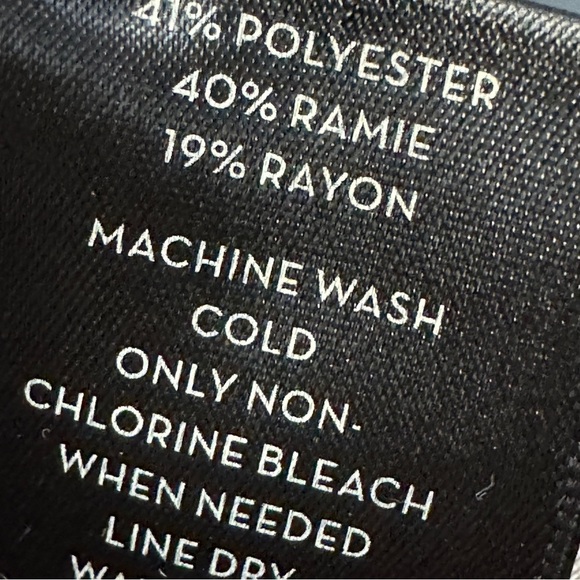 41% POLYESTER
40% RAMIE
19% RAYON
MACHINE WASH
COLD
ONLY NON-
CHLORINE BLEACH
WHEN NEEDED
LINE DRY